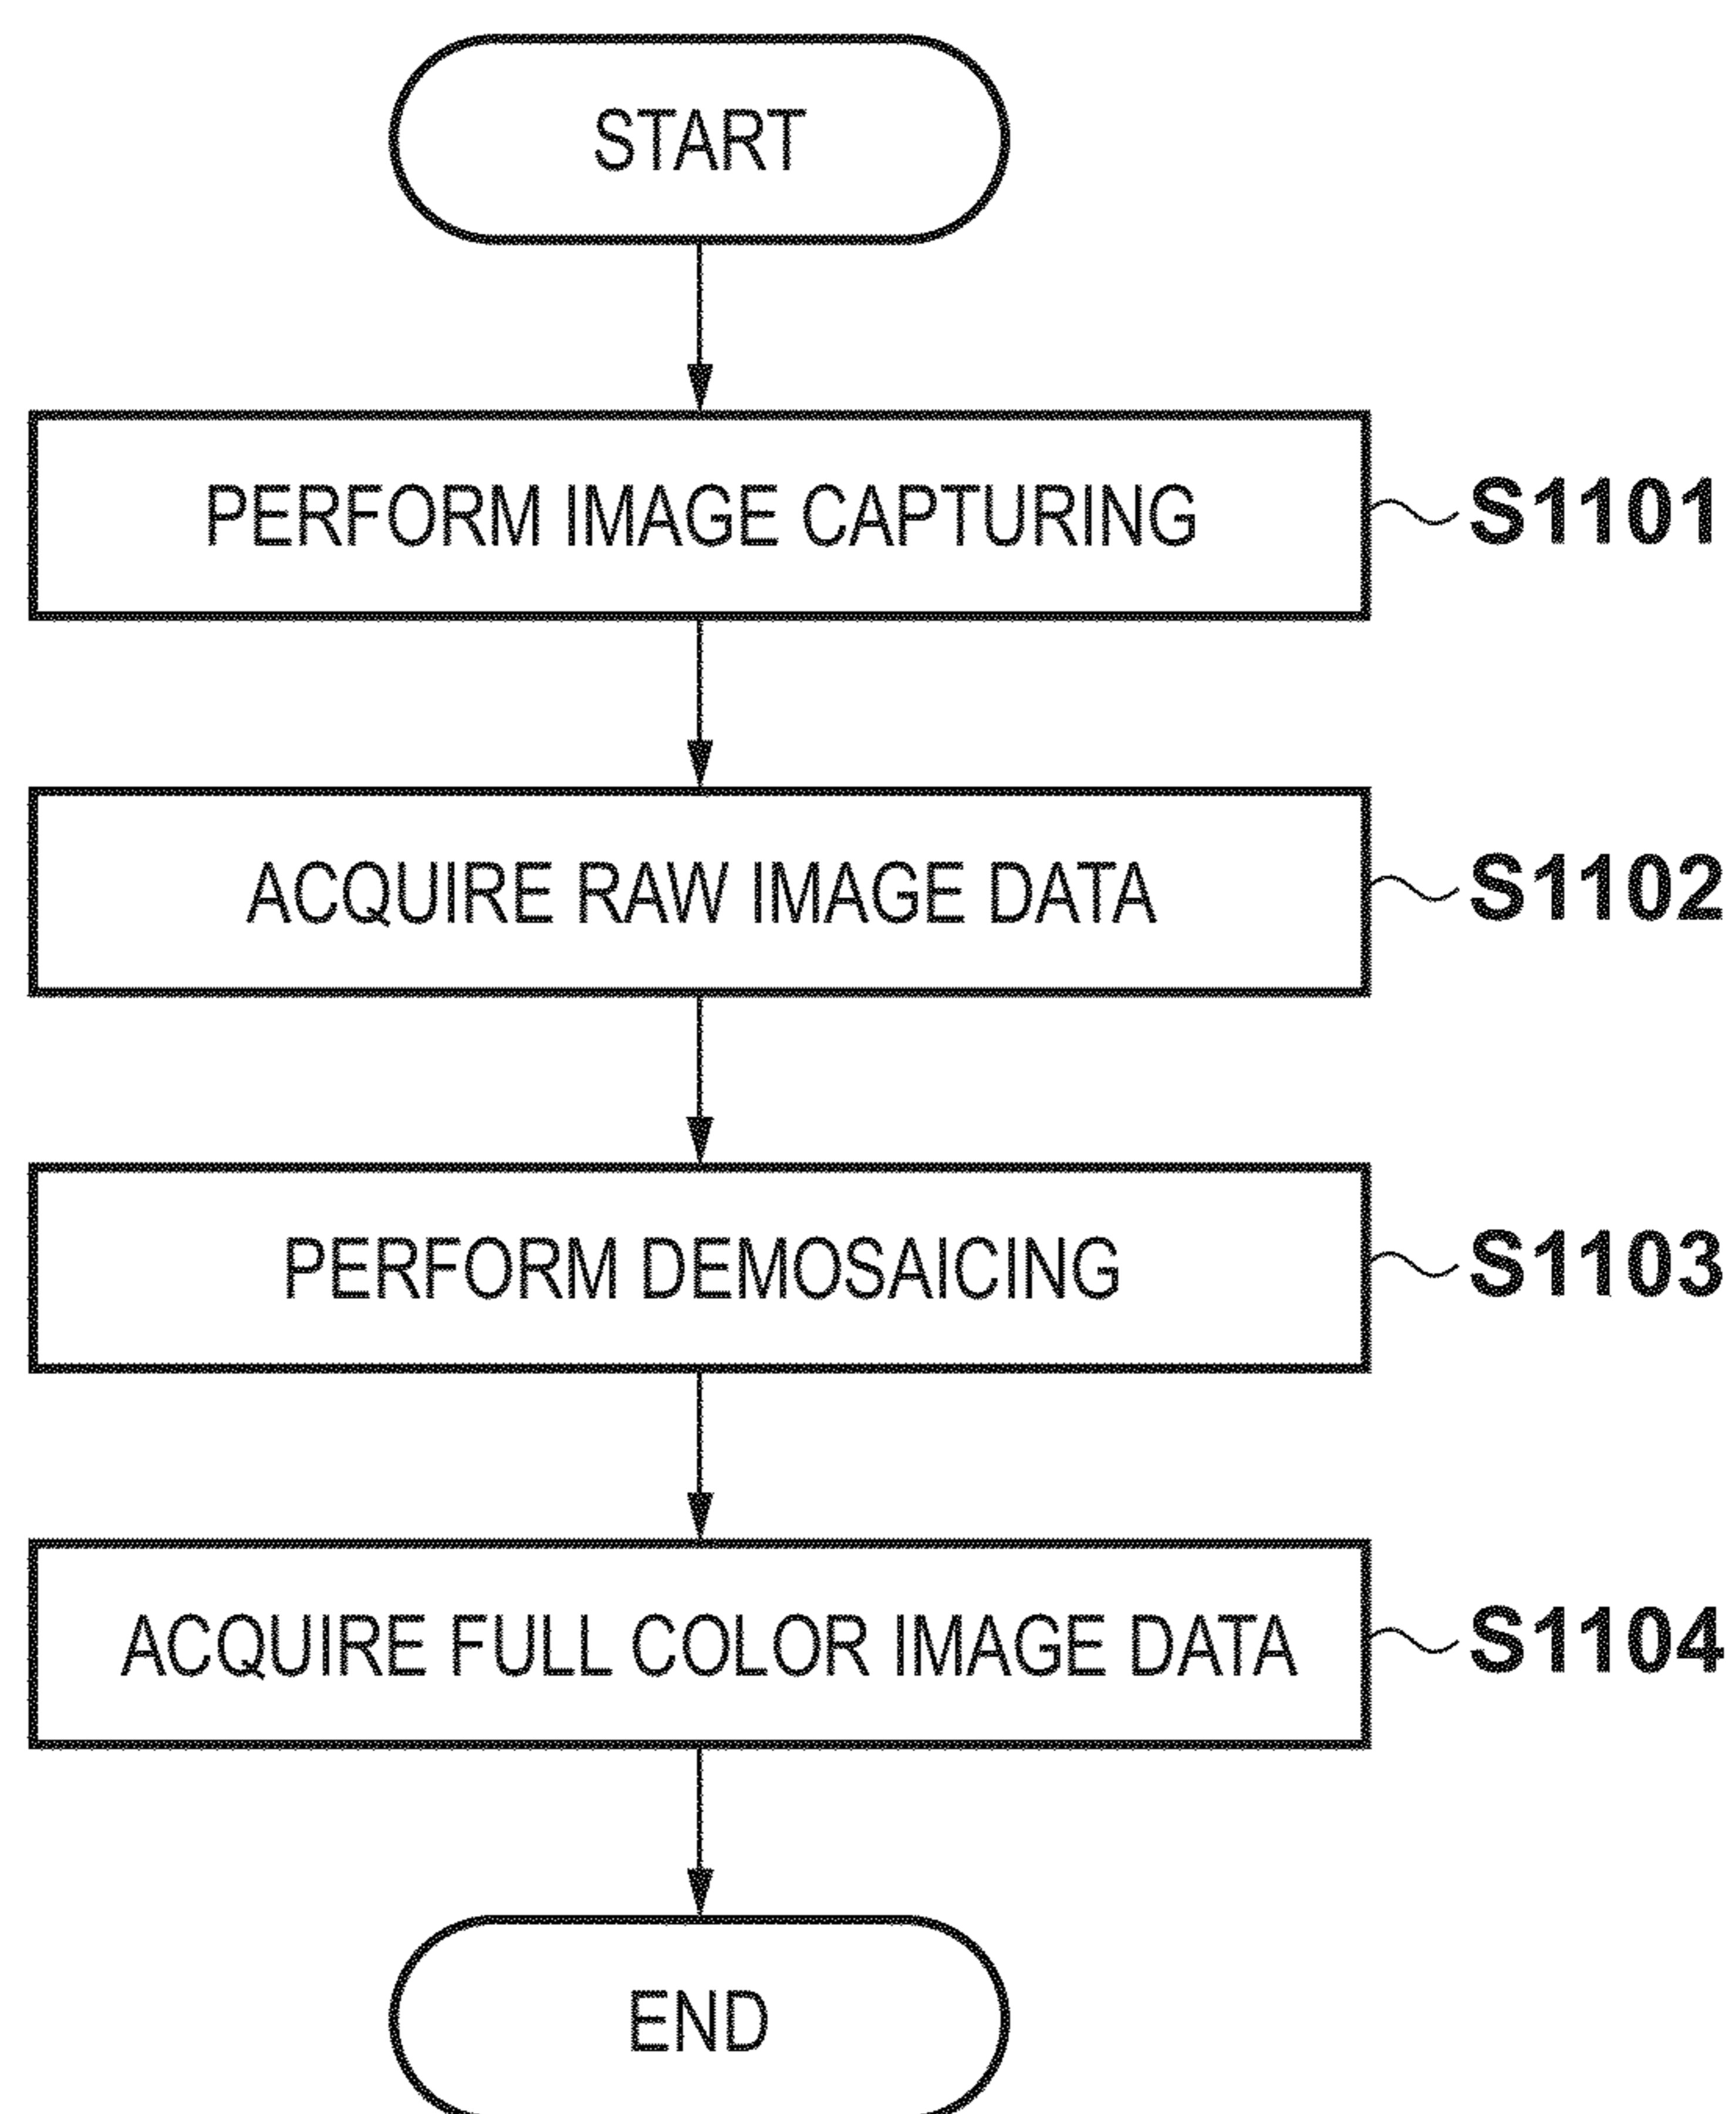 START
PERFORM IMAGE CAPTURING
S1101
ACQUIRE RAW IMAGE DATA
S1102
PERFORM DEMOSAICING
S1103
ACQUIRE FULL COLOR IMAGE DATA
S1104
END